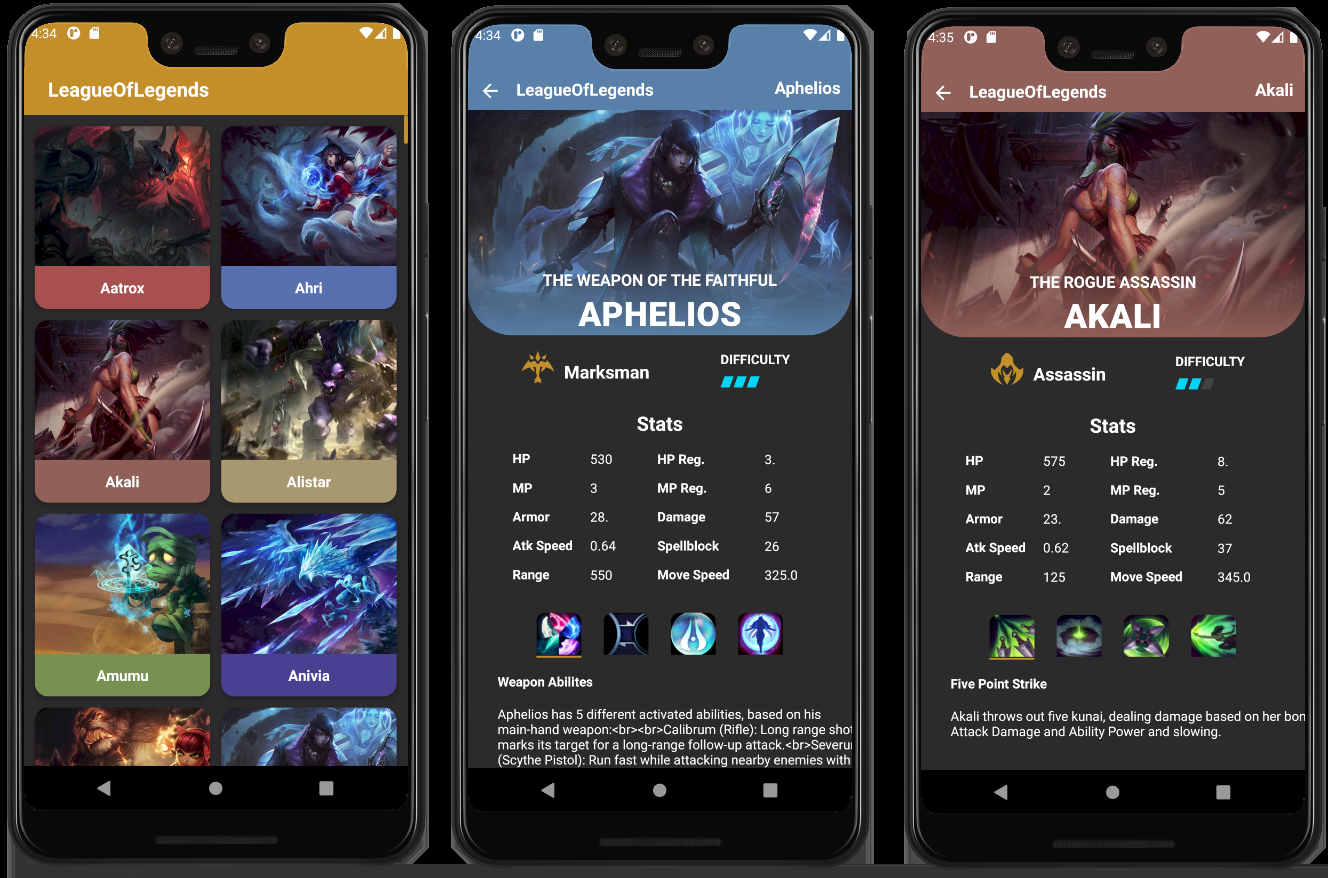 4:34
LeagueOfLegends
Aatrox
Ahri
Akali
Alistar
Amumu
Anivia
4:34
LeagueOfLegends
Aphelios
THE WEAPON OF THE FAITHFUL
APHELIOS
Marksman
DIFFICULTY
Stats
HP 530 HP Reg. 3.
MP 3 MP Reg. 6
Armor 28. Damage 57
Atk Speed 0.64 Spellblock 26
Range 550 Move Speed 325.0
Weapon Abilites
Aphelios has 5 different activated abilities, based on his
main-hand weapon:<br><br>Calibrum (Rifle): Long range shot
marks its target for a long-range follow-up attack.<br>Severu
(Scythe Pistol): Run fast while attacking nearby enemies with
4:35
LeagueOfLegends
Akali
THE ROGUE ASSASSIN
AKALI
Assassin
DIFFICULTY
Stats
HP 575 HP Reg. 8.
MP 2 MP Reg. 5
Armor 23. Damage 62
Atk Speed 0.62 Spellblock 37
Range 125 Move Speed 345.0
Five Point Strike
Akali throws out five kunai, dealing damage based on her bon
Attack Damage and Ability Power and slowing.